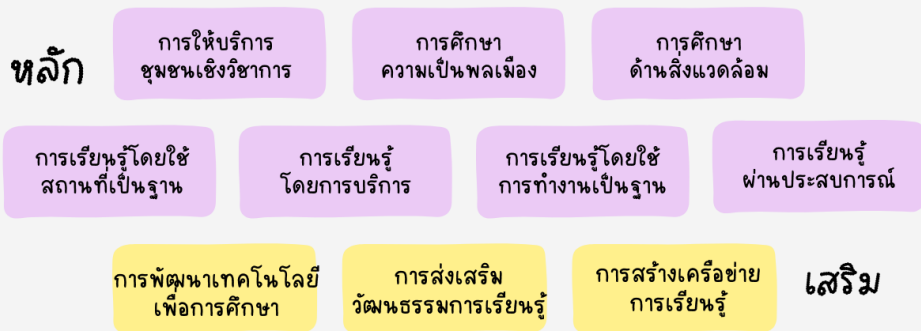 หลัก
การให้บริการ
ชุมชนเชิงวิชาการ
การศึกษา
ความเป็นพลเมือง
การศึกษา
ด้านสิ่งแวดล้อม
การเรียนรู้โดยใช้
สถานที่เป็นฐาน
การเรียนรู้
โดยการบริการ
การเรียนรู้โดยใช้
การทำงานเป็นฐาน
การเรียนรู้
ผ่านประสบการณ์
การพัฒนาเทคโนโลยี
เพื่อการศึกษา
การส่งเสริม
วัฒนธรรมการเรียนรู้
การสร้างเครือข่าย
การเรียนรู้
เสริม